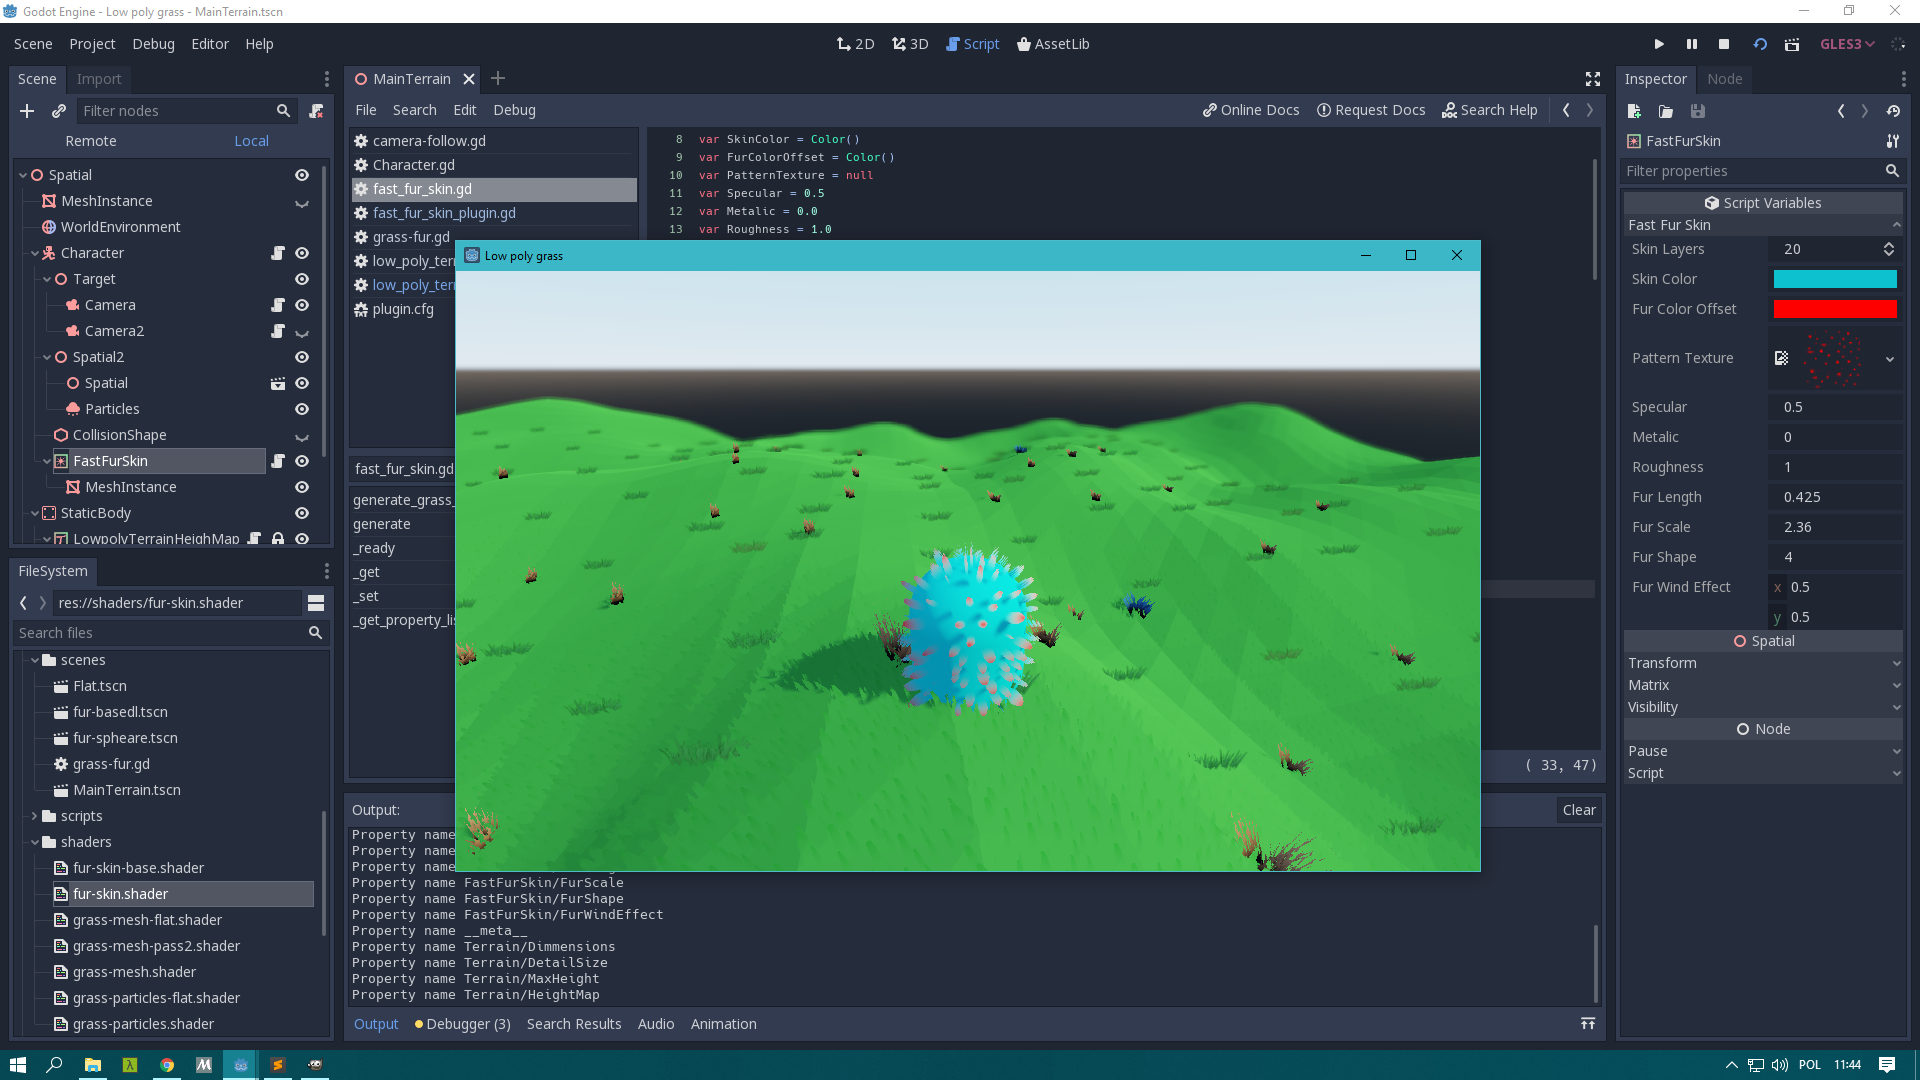 Godot Engine - Low poly grass - MainTerrain.tscn
Scene Project Debug Editor Help
2D 3D Script AssetLib
GLES3
Scene Import
Filter nodes
Remote Local
Spatial
MeshInstance
WorldEnvironment
Character
Target
Camera
Camera2
Spatial2
Spatial
Particles
CollisionShape
FastFurSkin
MeshInstance
StaticBody
LowpolyTerrainHeighMap
FileSystem
res://shaders/fur-skin.shader
Search files
scenes
Flat.tscn
fur-basedl.tscn
fur-spheare.tscn
grass-fur.gd
MainTerrain.tscn
scripts
shaders
fur-skin-base.shader
fur-skin.shader
grass-mesh-flat.shader
grass-mesh-pass2.shader
grass-mesh.shader
grass-particles-flat.shader
grass-particles.shader
MainTerrain
File Search Edit Debug
Online Docs Request Docs Search Help
camera-follow.gd
Character.gd
fast_fur_skin.gd
fast_fur_skin_plugin.gd
grass-fur.gd
low_poly_terr
low_poly_terr
plugin.cfg
fast_fur_skin.gd
generate_grass_
generate
_ready
_get
_set
_get_property_lis
8 var SkinColor = Color()
9 var FurColorOffset = Color()
10 var PatternTexture = null
11 var Specular = 0.5
12 var Metalic = 0.0
13 var Roughness = 1.0
Low poly grass
( 33, 47)
Output:
Clear
Property name
Property name
Property name
Property name FastFurSkin/FurScale
Property name FastFurSkin/FurShape
Property name FastFurSkin/FurWindEffect
Property name __meta__
Property name Terrain/Dimmensions
Property name Terrain/DetailSize
Property name Terrain/MaxHeight
Property name Terrain/HeightMap
Output Debugger (3) Search Results Audio Animation
Inspector Node
FastFurSkin
Filter properties
Script Variables
Fast Fur Skin
Skin Layers 20
Skin Color
Fur Color Offset
Pattern Texture
Specular 0.5
Metalic 0
Roughness 1
Fur Length 0.425
Fur Scale 2.36
Fur Shape 4
Fur Wind Effect x 0.5
y 0.5
Spatial
Transform
Matrix
Visibility
Node
Pause
Script
POL 11:44